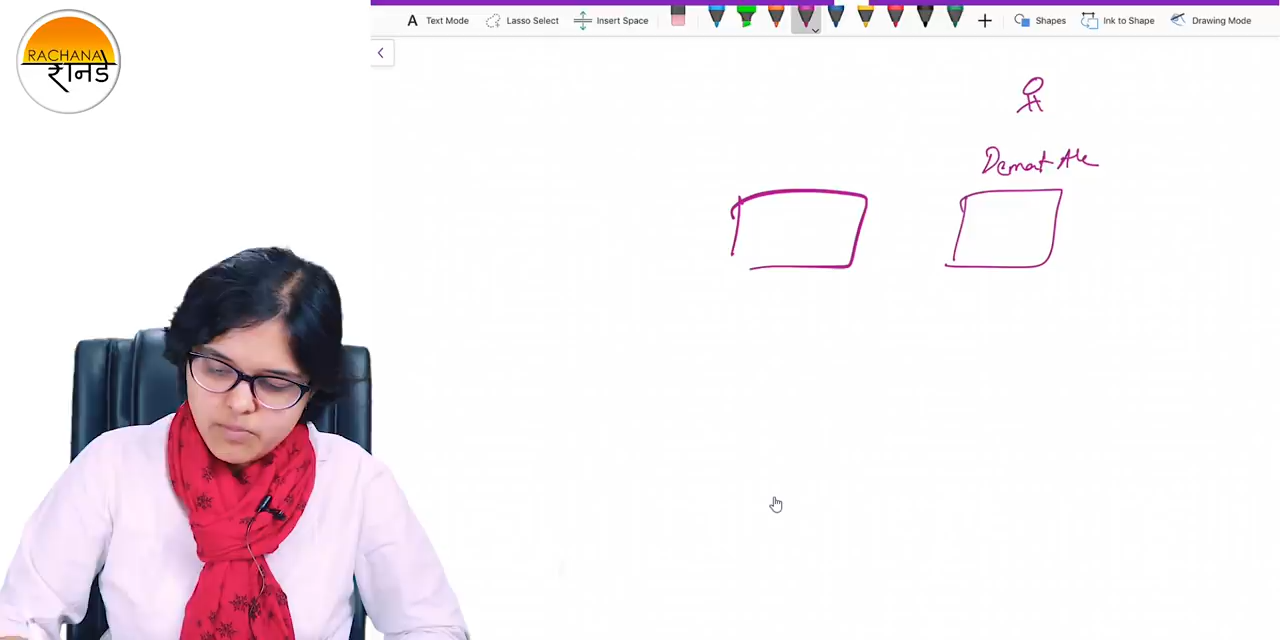 RACHANA
रानडे
A Text Mode Lasso Select Insert Space Shapes Ink to Shape Drawing Mode
Demat A/c